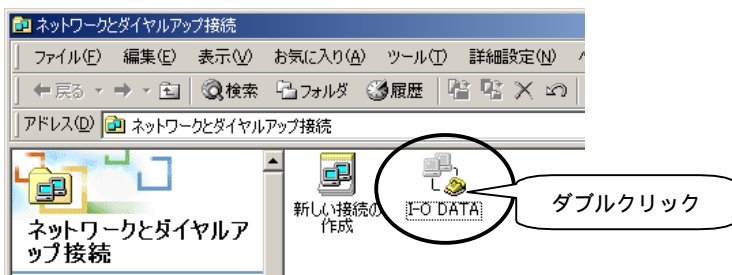 ネットワークとダイヤルアップ接続
ファイル(F) 編集(E) 表示(V) お気に入り(A) ツール(T) 詳細設定(N)
戻る 検索 フォルダ 履歴
アドレス(D) ネットワークとダイヤルアップ接続
ネットワークとダイヤルア
ップ接続
新しい接続の
作成
I-O DATA
ダブルクリック